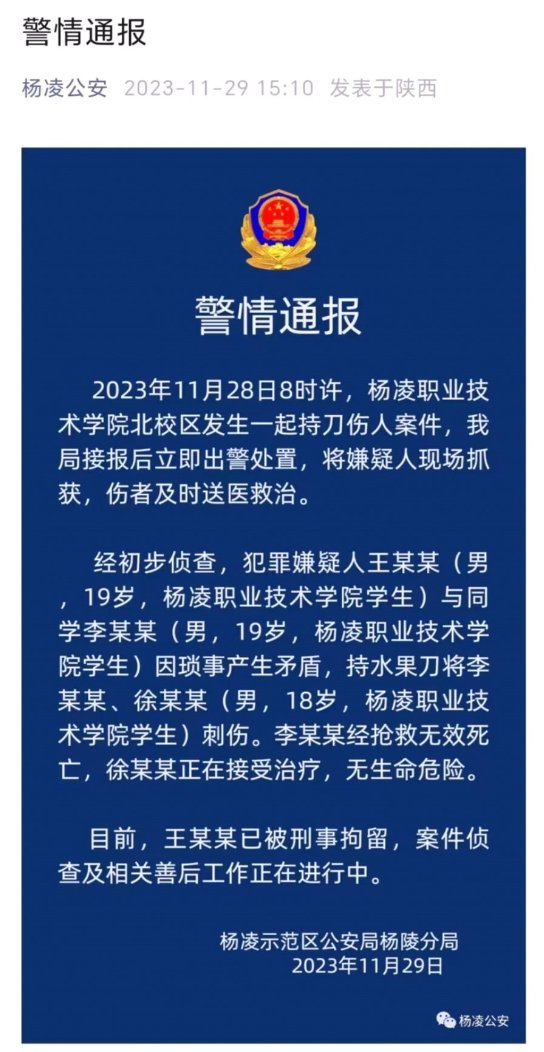 警情通报
杨凌公安 2023-11-29 15:10 发表于陕西
警情通报
2023年11月28日8时许，杨凌职业技
术学院北校区发生一起持刀伤人案件，我
局接报后立即出警处置，将嫌疑人现场抓
获，伤者及时送医救治。
经初步侦查，犯罪嫌疑人王某某（男
，19岁，杨凌职业技术学院学生）与同
学李某某（男，19岁，杨凌职业技术学
院学生）因琐事产生矛盾，持水果刀将李
某某、徐某某（男，18岁，杨凌职业技
术学院学生）刺伤。李某某经抢救无效死
亡，徐某某正在接受治疗，无生命危险。
目前，王某某已被刑事拘留，案件侦
查及相关善后工作正在进行中。
杨凌示范区公安局杨陵分局
2023年11月29日
杨凌公安